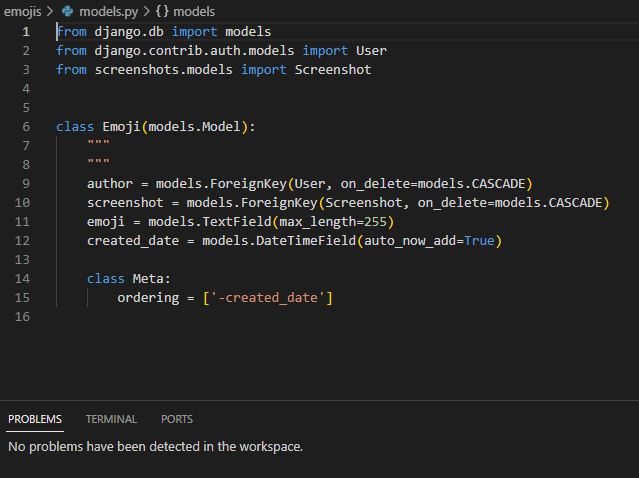 emojis > models.py > {} models
1 from django.db import models
2 from django.contrib.auth.models import User
3 from screenshots.models import Screenshot
4
5
6 class Emoji(models.Model):
7     """
8     """
9     author = models.ForeignKey(User, on_delete=models.CASCADE)
10     screenshot = models.ForeignKey(Screenshot, on_delete=models.CASCADE)
11     emoji = models.TextField(max_length=255)
12     created_date = models.DateTimeField(auto_now_add=True)
13
14     class Meta:
15         ordering = ['-created_date']
16
PROBLEMS TERMINAL PORTS
No problems have been detected in the workspace.